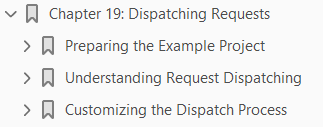 Chapter 19: Dispatching Requests
Preparing the Example Project
Understanding Request Dispatching
Customizing the Dispatch Process